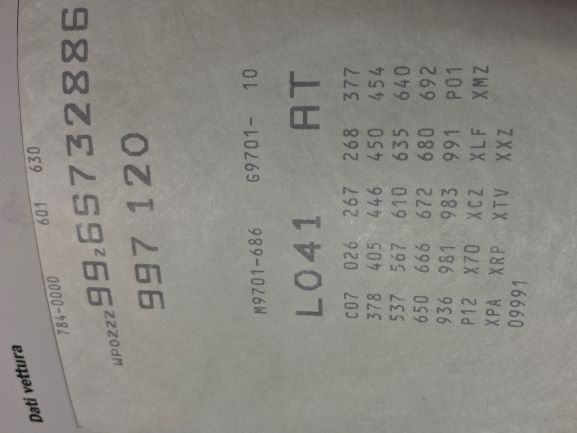 Dati vettura
784-0000 601 630
WPOZZZ99Z6S732886
997 120
M9701-686 G9701- 10
L041 AT
C07 026 267 268 377
378 405 446 450 454
537 567 610 635 640
650 666 672 680 692
936 981 983 991 P01
P12 X70 XCZ XLF XMZ
XPA XRP XTV XXZ
09991